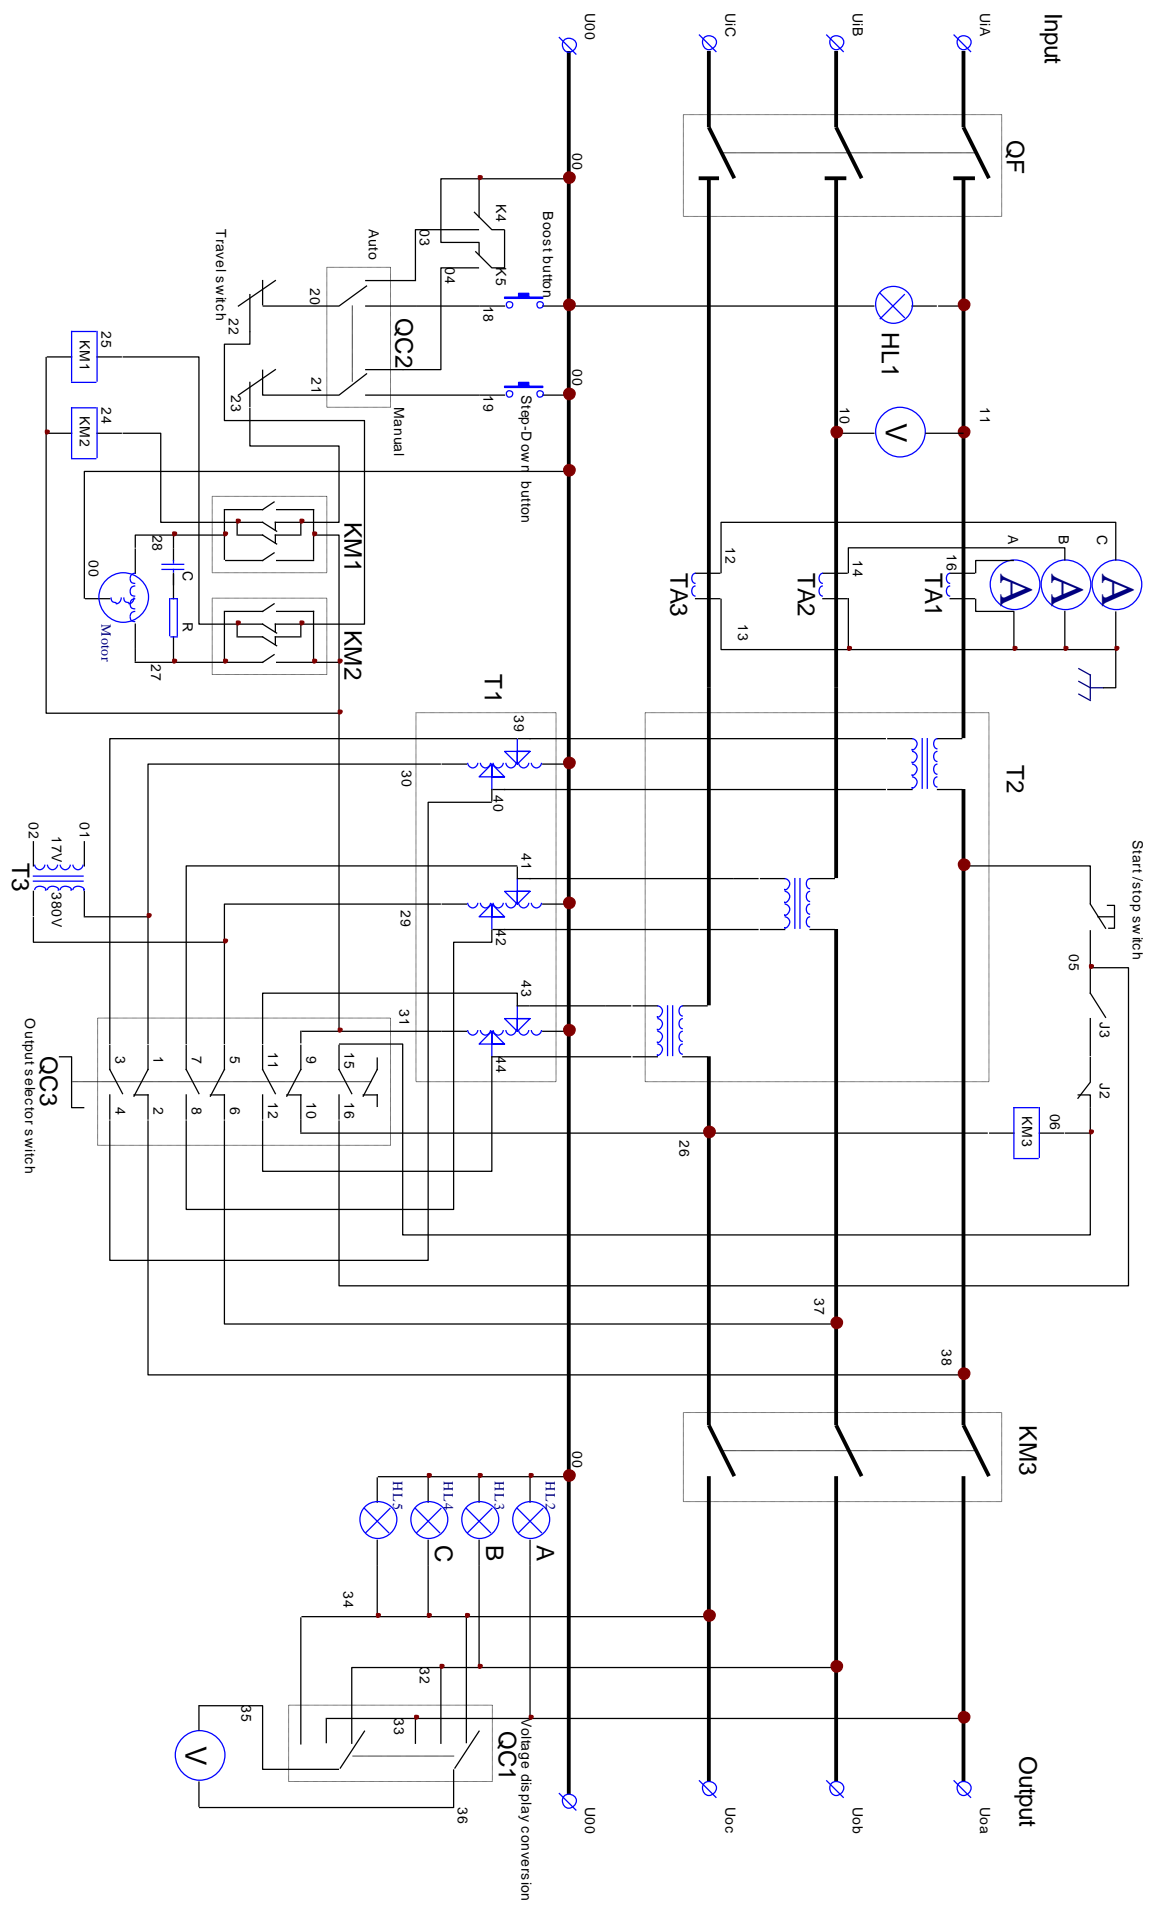 Input
UiA
UiB
UiC
U00
QF
HL1
V
11
10
00
00
00
Boost button
Step-Down button
K4
K5
03
04
18
19
Auto
Manual
QC2
20
21
Travel switch
22
23
25
KM1
24
KM2
C
B
A
A
A
A
16
14
12
13
TA1
TA2
TA3
KM1
KM2
28
C
R
00
Motor
27
T1
T2
39
40
30
41
42
29
43
44
31
01
02
17V
380V
T3
Start/stop switch
05
J3
J2
06
KM3
26
Output selector switch
QC3
3
1
7
5
11
9
15
4
2
8
6
12
10
16
37
38
KM3
00
HL2
HL3
HL4
HL5
A
B
C
34
32
33
35
36
V
QC1
Voltage display conversion
Output
Uoa
Uob
Uoc
U00